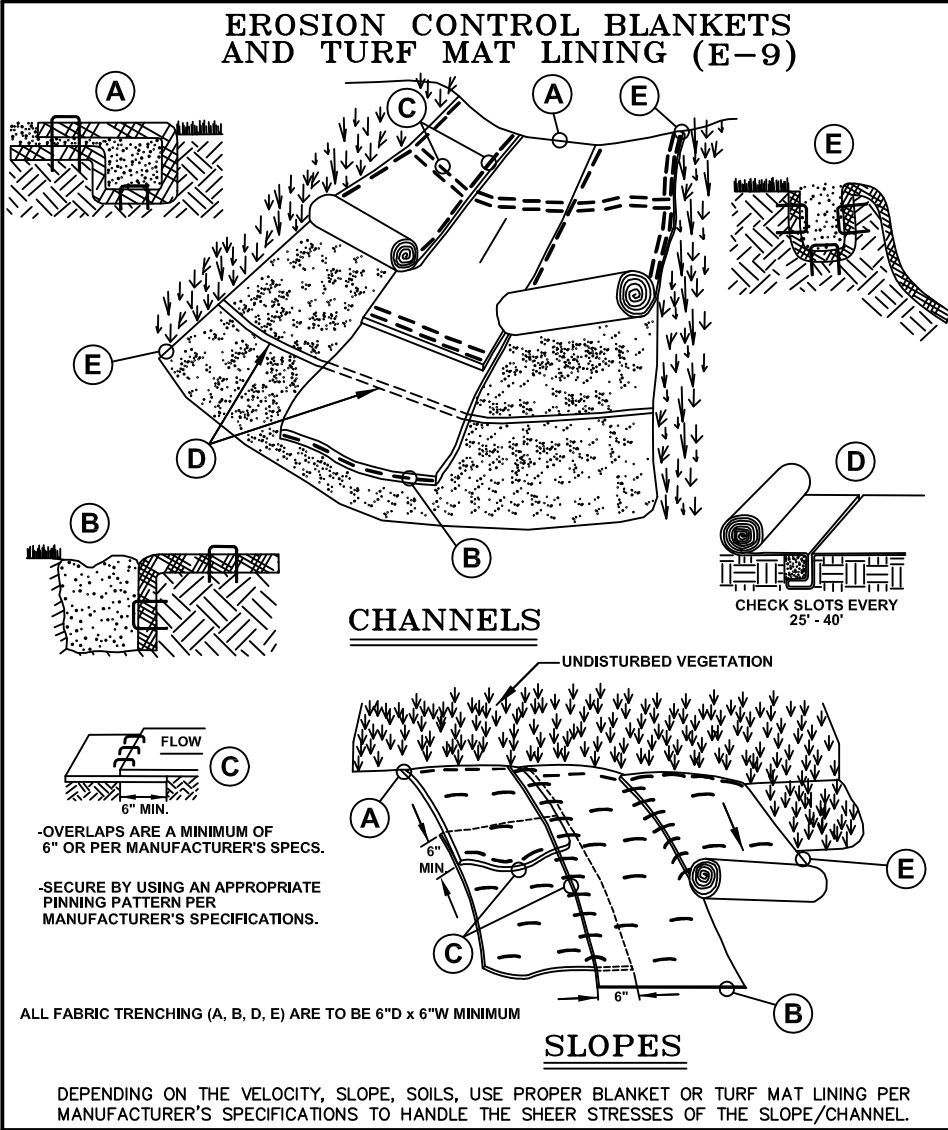 EROSION CONTROL BLANKETS
AND TURF MAT LINING (E-9)
A
C
A
E
E
E
D
B
B
D
CHECK SLOTS EVERY
25' - 40'
CHANNELS
UNDISTURBED VEGETATION
FLOW
C
6" MIN.
-OVERLAPS ARE A MINIMUM OF
6" OR PER MANUFACTURER'S SPECS.
-SECURE BY USING AN APPROPRIATE
PINNING PATTERN PER
MANUFACTURER'S SPECIFICATIONS.
A
6"
MIN.
E
C
6"
B
ALL FABRIC TRENCHING (A, B, D, E) ARE TO BE 6"D x 6"W MINIMUM
SLOPES
DEPENDING ON THE VELOCITY, SLOPE, SOILS, USE PROPER BLANKET OR TURF MAT LINING PER
MANUFACTURER'S SPECIFICATIONS TO HANDLE THE SHEER STRESSES OF THE SLOPE/CHANNEL.